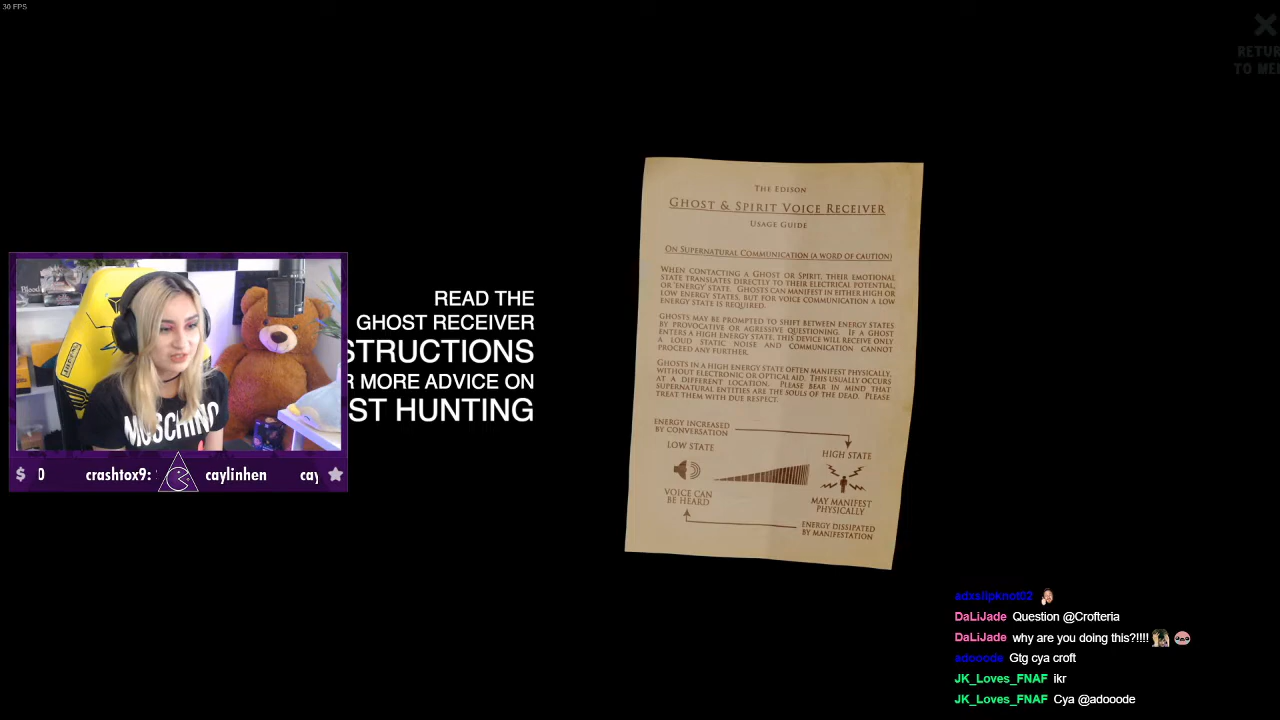 30 FPS
RETUR
TO ME
THE EDISON
GHOST & SPIRIT VOICE RECEIVER
USAGE GUIDE
ON SUPERNATURAL COMMUNICATION (A WORD OF CAUTION)
WHEN CONTACTING A GHOST OR SPIRIT, THEIR EMOTIONAL
STATE TRANSLATES DIRECTLY TO THEIR ELECTRICAL POTENTIAL,
OR 'ENERGY STATE. GHOSTS CAN MANIFEST IN EITHER HIGH OR
LOW ENERGY STATES, BUT FOR VOICE COMMUNICATION A LOW
ENERGY STATE IS REQUIRED.
GHOSTS MAY BE PROMPTED TO SHIFT BETWEEN ENERGY STATES
BY PROVOCATIVE OR AGRESSIVE QUESTIONING. IF A GHOST
ENTERS A HIGH ENERGY STATE, THIS DEVICE WILL RECEIVE ONLY
A LOUD STATIC NOISE AND COMMUNICATION CANNOT
PROCEED ANY FURTHER.
GHOSTS IN A HIGH ENERGY STATE OFTEN MANIFEST PHYSICALLY,
WITHOUT ELECTRONIC OR OPTICAL AID. THIS USUALLY OCCURS
AT A DIFFERENT LOCATION. PLEASE BEAR IN MIND THAT
SUPERNATURAL ENTITIES ARE THE SOULS OF THE DEAD. PLEASE
TREAT THEM WITH DUE RESPECT.
ENERGY INCREASED
BY CONVERSATION
LOW STATE
HIGH STATE
VOICE CAN
BE HEARD
MAY MANIFEST
PHYSICALLY
ENERGY DISSIPATED
BY MANIFESTATION
READ THE
GHOST RECEIVER
STRUCTIONS
R MORE ADVICE ON
ST HUNTING
MOSCHINO
$ 0 crashtox9: caylinhen cay
adxslipknot02
DaLiJade Question @Crofteria
DaLiJade why are you doing this?!!!!
adoocde Gtg cya croft
JK_Loves_FNAF ikr
JK_Loves_FNAF Cya @adooode